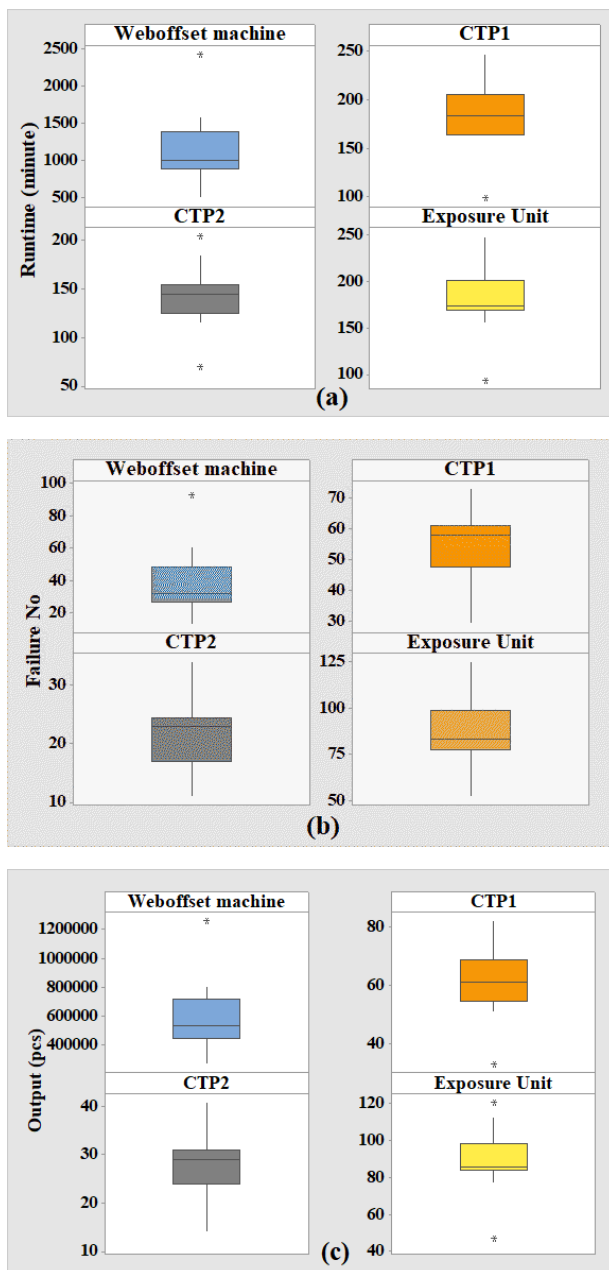 Weboffset machine
CTP1
2500
2000
1500
1000
500
250
200
150
100
Runtime (minute)
CTP2
Exposure Unit
200
150
100
50
250
200
150
100
(a)
Weboffset machine
CTP1
100
80
60
40
20
70
60
50
40
30
Failure No
CTP2
Exposure Unit
30
20
10
125
100
75
50
(b)
Weboffset machine
CTP1
1200000
1000000
800000
600000
400000
80
60
40
Output (pcs)
CTP2
Exposure Unit
40
30
20
10
120
100
80
60
40
(c)